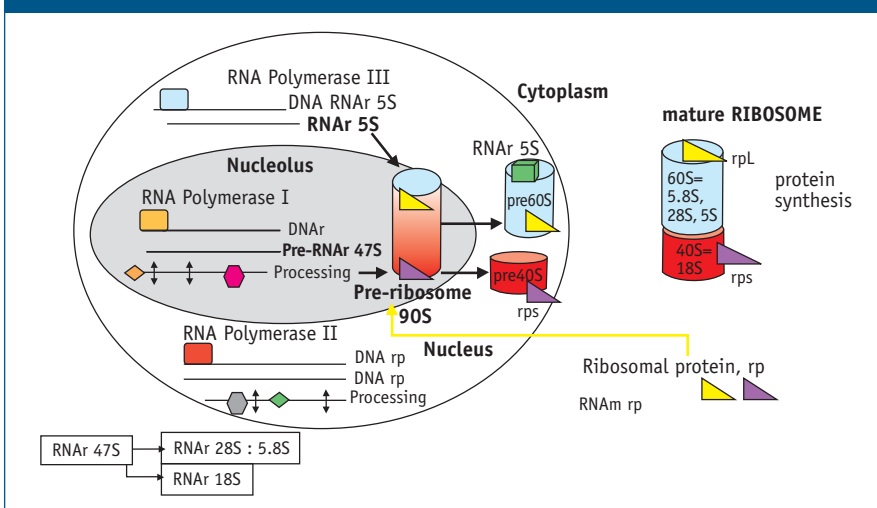 RNA Polymerase III
DNA RNAr 5S
RNAr 5S
Cytoplasm
mature RIBOSOME
RNAr 5S
rpL
Nucleolus
60S=
5.8S,
28S, 5S
protein
synthesis
RNA Polymerase I
pre60S
DNAr
Pre-RNAr 47S
40S=
18S
Processing
pre40S
rps
Pre-ribosome
90S
rps
RNA Polymerase II
Nucleus
DNA rp
DNA rp
Processing
Ribosomal protein, rp
RNAm rp
RNAr 47S
RNAr 28S : 5.8S
RNAr 18S